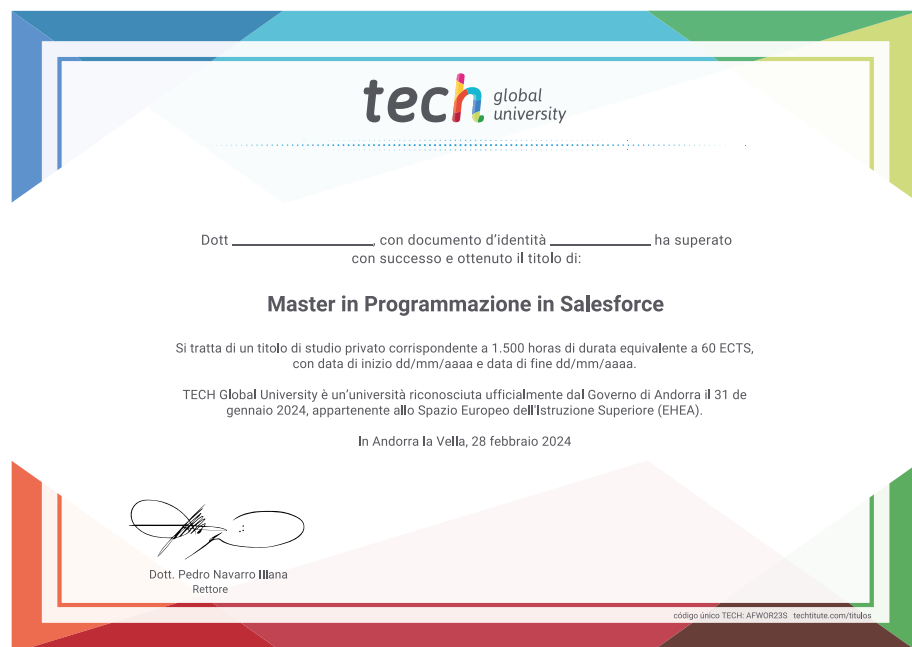 tech global university
Dott ____________________, con documento d'identità ______________ ha superato
con successo e ottenuto il titolo di:
Master in Programmazione in Salesforce
Si tratta di un titolo di studio privato corrispondente a 1.500 horas di durata equivalente a 60 ECTS,
con data di inizio dd/mm/aaaa e data di fine dd/mm/aaaa.
TECH Global University è un'università riconosciuta ufficialmente dal Governo di Andorra il 31 de
gennaio 2024, appartenente allo Spazio Europeo dell'Istruzione Superiore (EHEA).
In Andorra la Vella, 28 febbraio 2024
Dott. Pedro Navarro Illana
Rettore
código único TECH: AFWOR23S techtitute.com/titulos